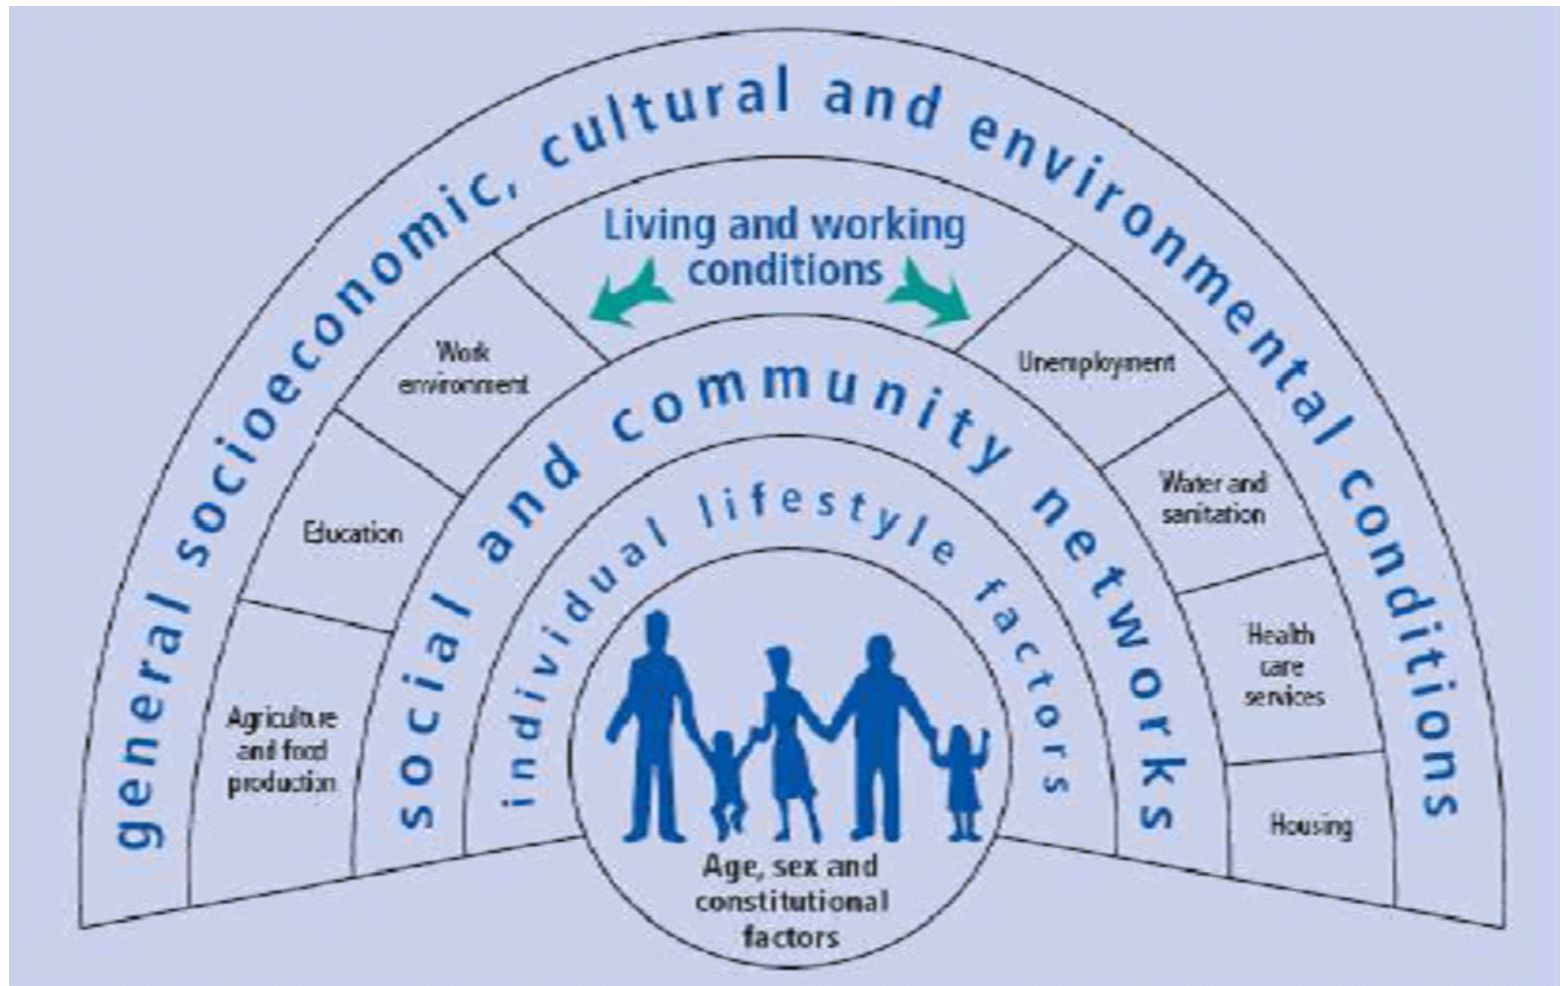 general socioeconomic, cultural and environmental conditions
Living and working
conditions
Work
environment
Unemployment
Education
Water and
sanitation
Agriculture
and food
production
Health
care
services
Housing
social and community networks
individual lifestyle factors
Age, sex and
constitutional
factors